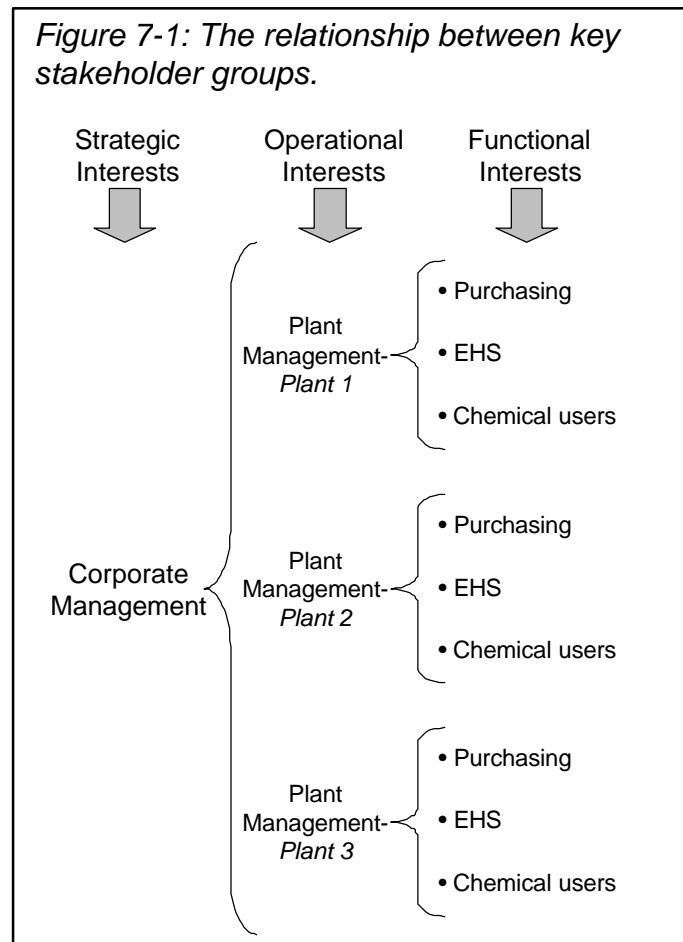 Figure 7-1: The relationship between key
stakeholder groups.
Strategic
Interests
Operational
Interests
Functional
Interests
Corporate
Management
Plant
Management-
Plant 1
• Purchasing
• EHS
• Chemical users
Plant
Management-
Plant 2
• Purchasing
• EHS
• Chemical users
Plant
Management-
Plant 3
• Purchasing
• EHS
• Chemical users